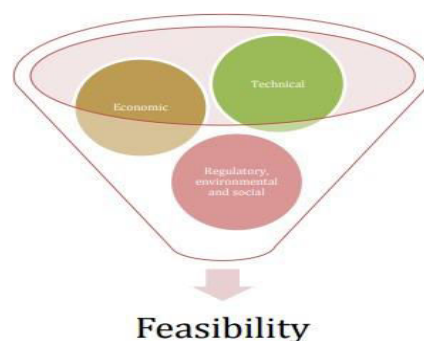 Technical
Economic
Regulatory,
environmental
and social
Feasibility